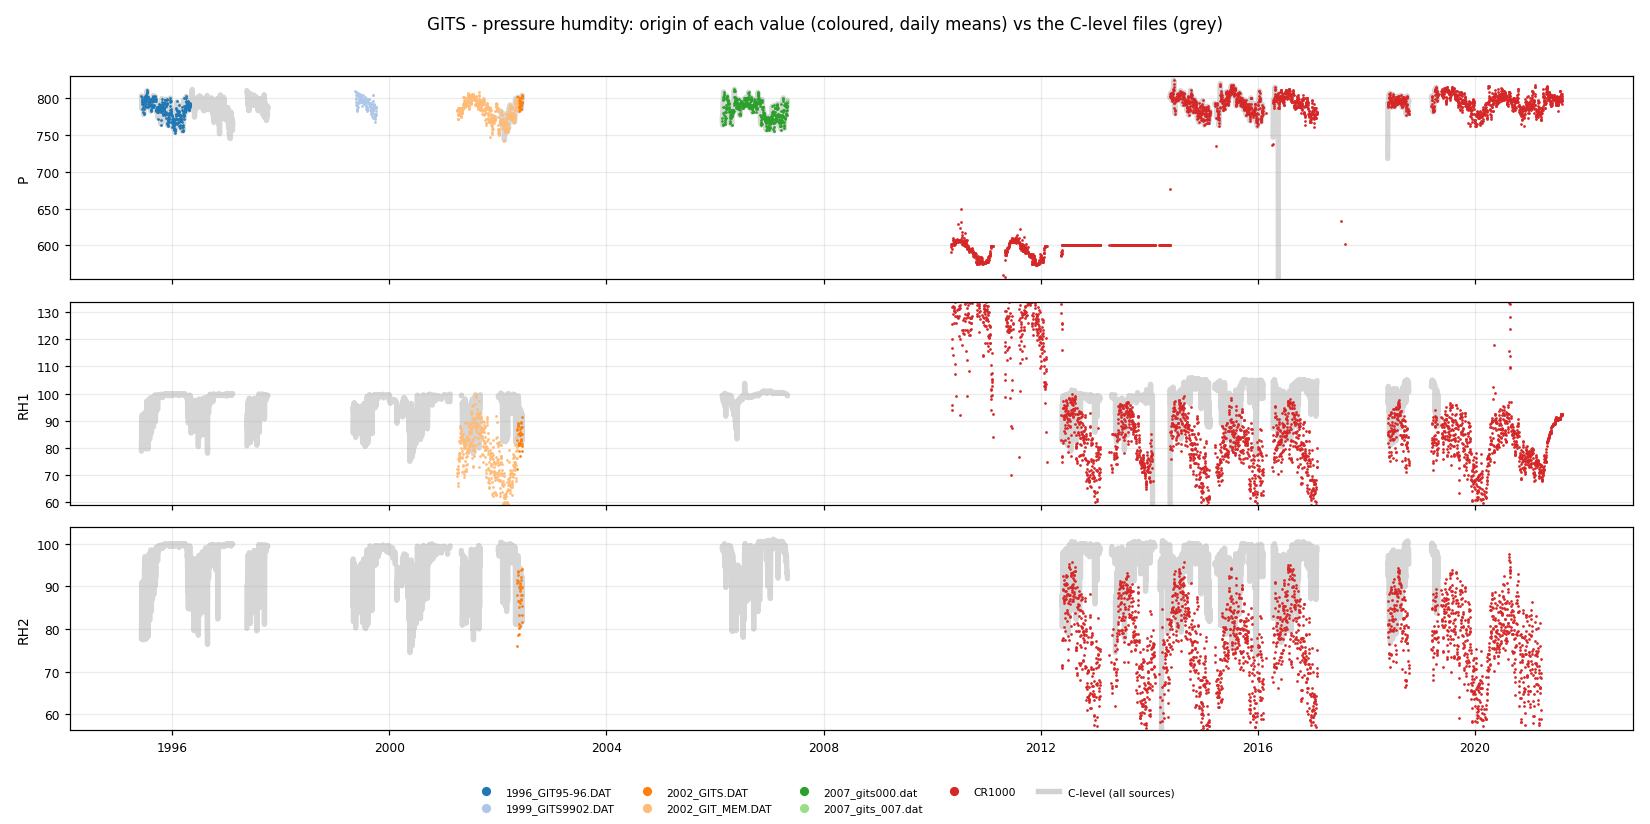 GITS - pressure humdity: origin of each value (coloured, daily means) vs the C-level files (grey)
P
800
750
700
650
600
RH1
130
120
110
100
90
80
70
60
RH2
100
90
80
70
60
1996 2000 2004 2008 2012 2016 2020
1996_GIT95-96.DAT 2002_GITS.DAT 2007_gits000.dat CR1000 C-level (all sources)
1999_GITS9902.DAT 2002_GIT_MEM.DAT 2007_gits_007.dat